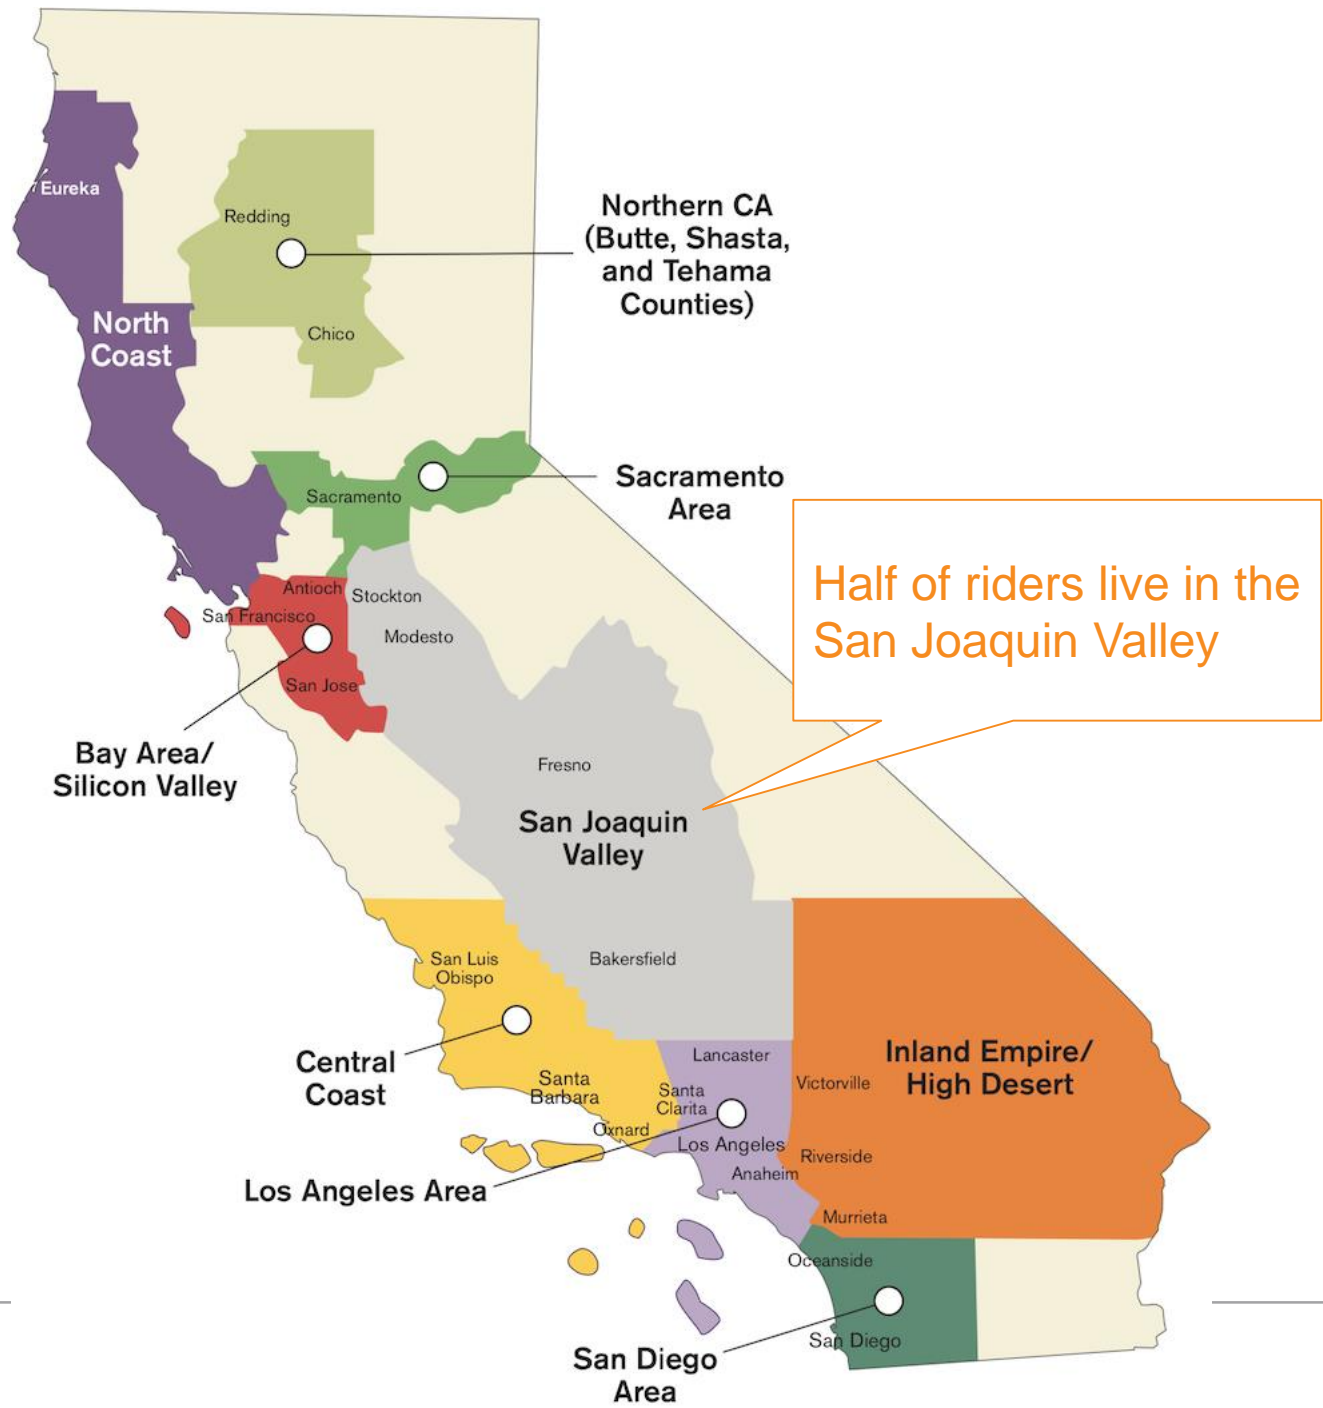 Eureka
Redding
Northern CA
(Butte, Shasta,
and Tehama
Counties)
North
Coast
Chico
Sacramento
Area
Sacramento
Half of riders live in the
San Joaquin Valley
Antioch
Stockton
San Francisco
Modesto
San Jose
Bay Area/
Silicon Valley
Fresno
San Joaquin
Valley
San Luis
Obispo
Bakersfield
Central
Coast
Lancaster
Inland Empire/
High Desert
Santa
Barbara
Santa
Clarita
Victorville
Oxnard
Los Angeles
Riverside
Anaheim
Los Angeles Area
Murrieta
Oceanside
San Diego
San Diego
Area